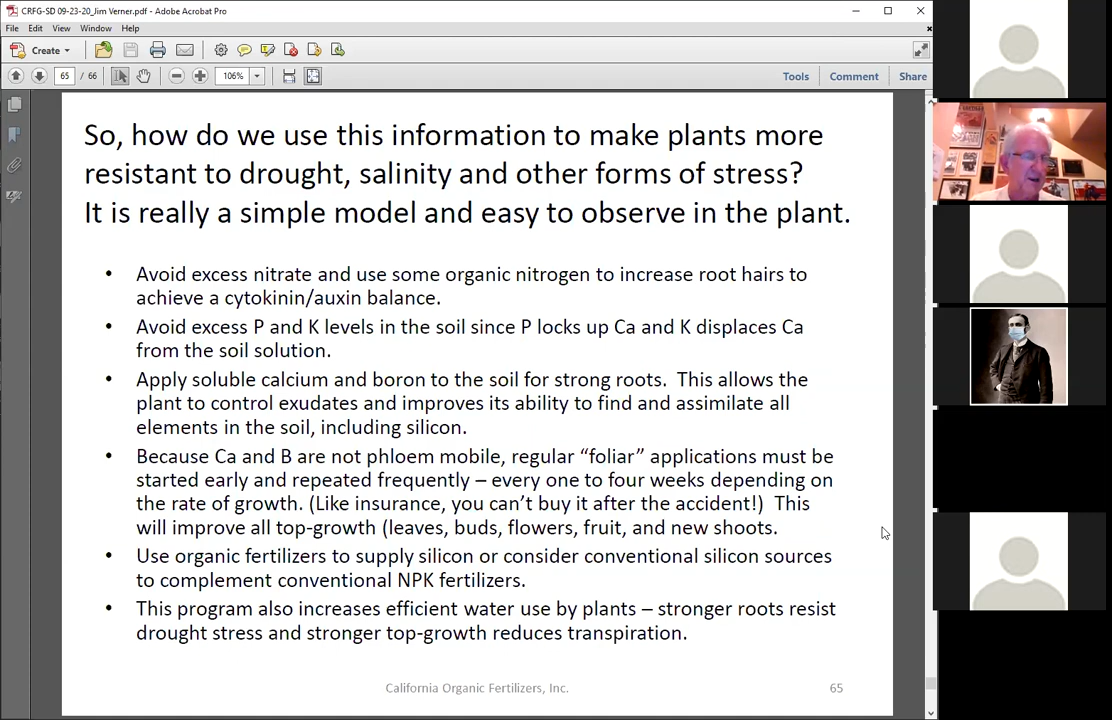 CRFG-SD 09-23-20_Jim Verner.pdf - Adobe Acrobat Pro
File Edit View Window Help
Create
65 / 66 106% Tools Comment Share
So, how do we use this information to make plants more
resistant to drought, salinity and other forms of stress?
It is really a simple model and easy to observe in the plant.
• Avoid excess nitrate and use some organic nitrogen to increase root hairs to
achieve a cytokinin/auxin balance.
• Avoid excess P and K levels in the soil since P locks up Ca and K displaces Ca
from the soil solution.
• Apply soluble calcium and boron to the soil for strong roots. This allows the
plant to control exudates and improves its ability to find and assimilate all
elements in the soil, including silicon.
• Because Ca and B are not phloem mobile, regular “foliar” applications must be
started early and repeated frequently – every one to four weeks depending on
the rate of growth. (Like insurance, you can’t buy it after the accident!) This
will improve all top-growth (leaves, buds, flowers, fruit, and new shoots.
• Use organic fertilizers to supply silicon or consider conventional silicon sources
to complement conventional NPK fertilizers.
• This program also increases efficient water use by plants – stronger roots resist
drought stress and stronger top-growth reduces transpiration.
California Organic Fertilizers, Inc. 65